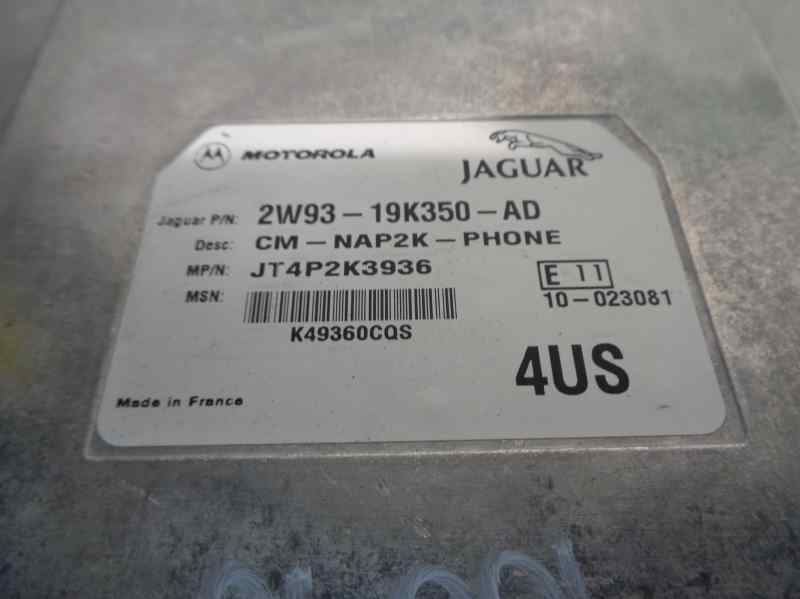 MOTOROLA
JAGUAR
Jaguar P/N: 2W93-19K350-AD
Desc: CM-NAP2K-PHONE
MP/N: JT4P2K3936
E 11
MSN:
10-023081
K49360CQS
4US
Made in France